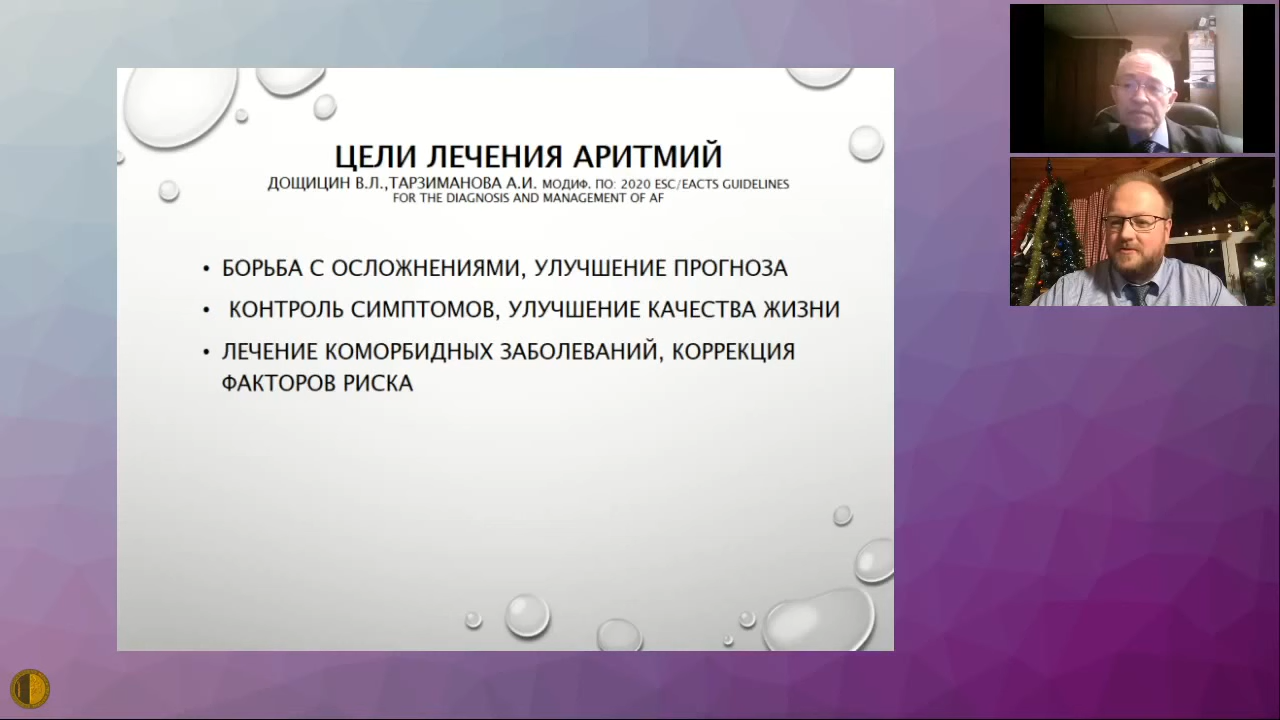 ЦЕЛИ ЛЕЧЕНИЯ АРИТМИЙ
ДОЩИЦИН В.Л.,ТАРЗИМАНОВА А.И. МОДИФ. ПО: 2020 ESC/EACTS GUIDELINES
FOR THE DIAGNOSIS AND MANAGEMENT OF AF
• БОРЬБА С ОСЛОЖНЕНИЯМИ, УЛУЧШЕНИЕ ПРОГНОЗА
• КОНТРОЛЬ СИМПТОМОВ, УЛУЧШЕНИЕ КАЧЕСТВА ЖИЗНИ
• ЛЕЧЕНИЕ КОМОРБИДНЫХ ЗАБОЛЕВАНИЙ, КОРРЕКЦИЯ
ФАКТОРОВ РИСКА